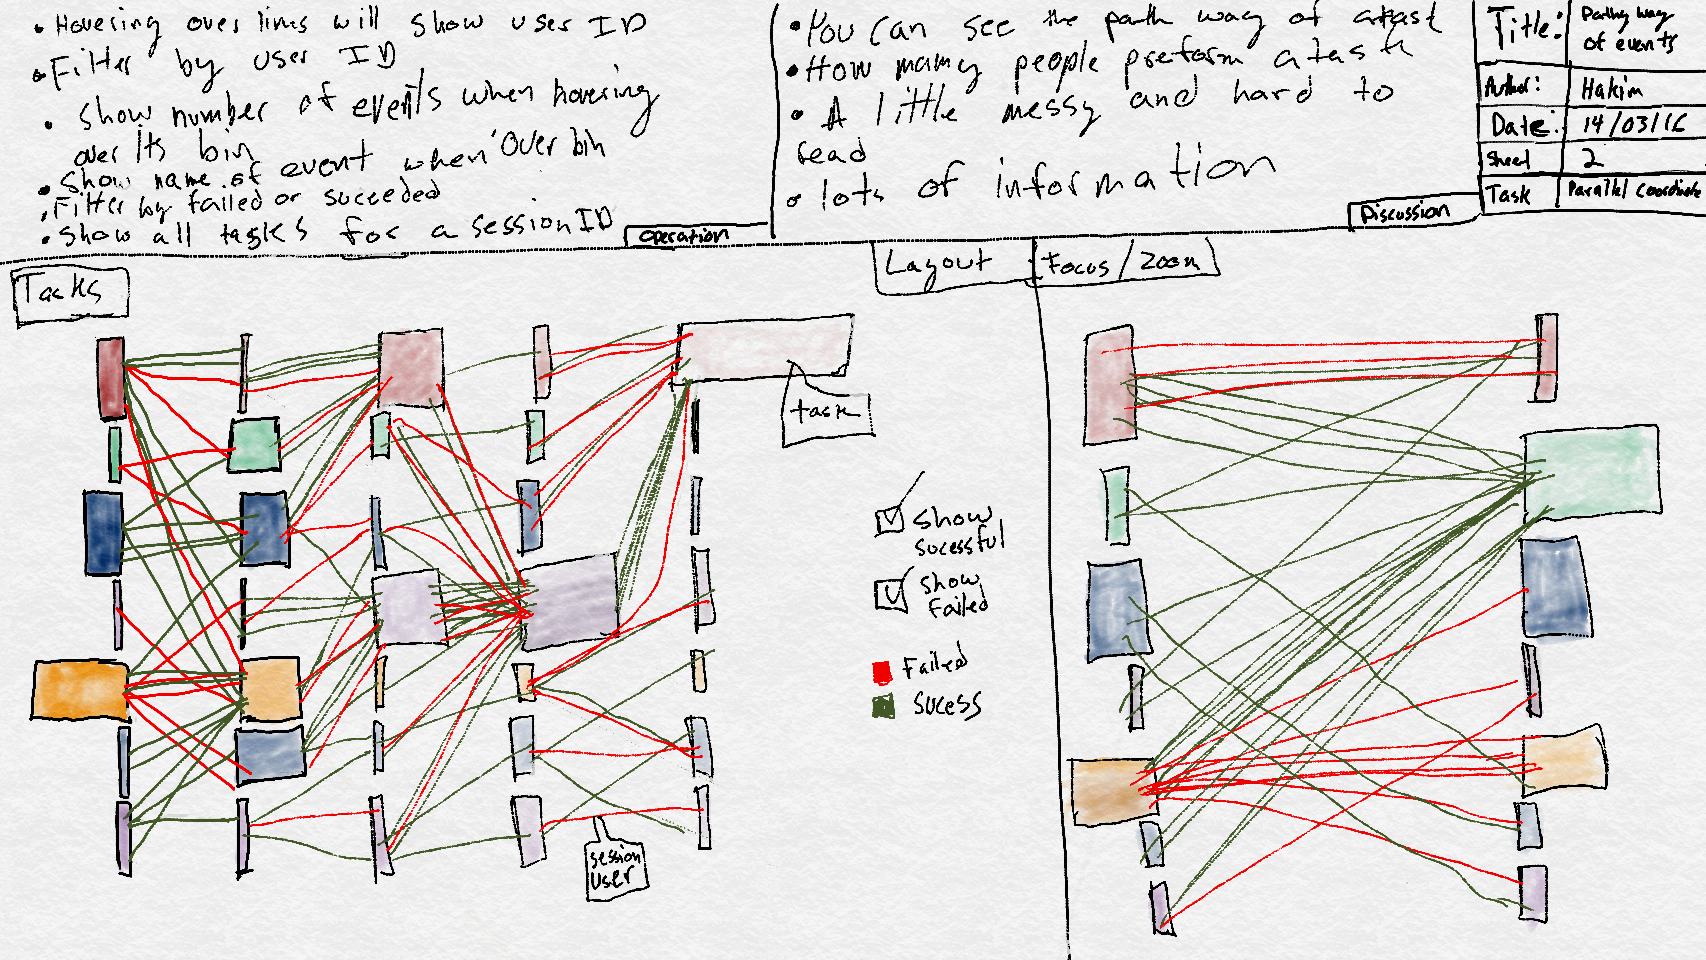 • Hovering over lines will show user ID
• Filter by user ID
• Show number of events when hovering
over its bin
• Show name of event when over bin
• Filter by failed or succeeded
• Show all tasks for a session ID
Operation
• You can see the path way of a task
• How many people preform a task
• A little messy and hard to
read
• lots of information
Discussion
Title: Pathy way
of events
Author: Hakim
Date: 14/03/16
Sheet 2
Task Parallel coordinate
Layout
Focus / Zoom
Tasks
task
show
sucessful
show
failed
Failed
Sucess
session
user